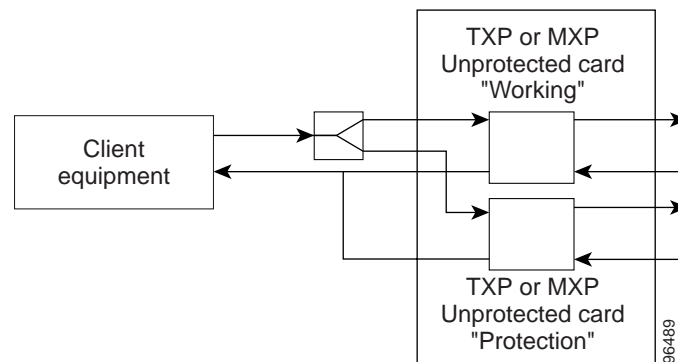 TXP or MXP
Unprotected card
"Working"
Client
equipment
TXP or MXP
Unprotected card
"Protection"
96489